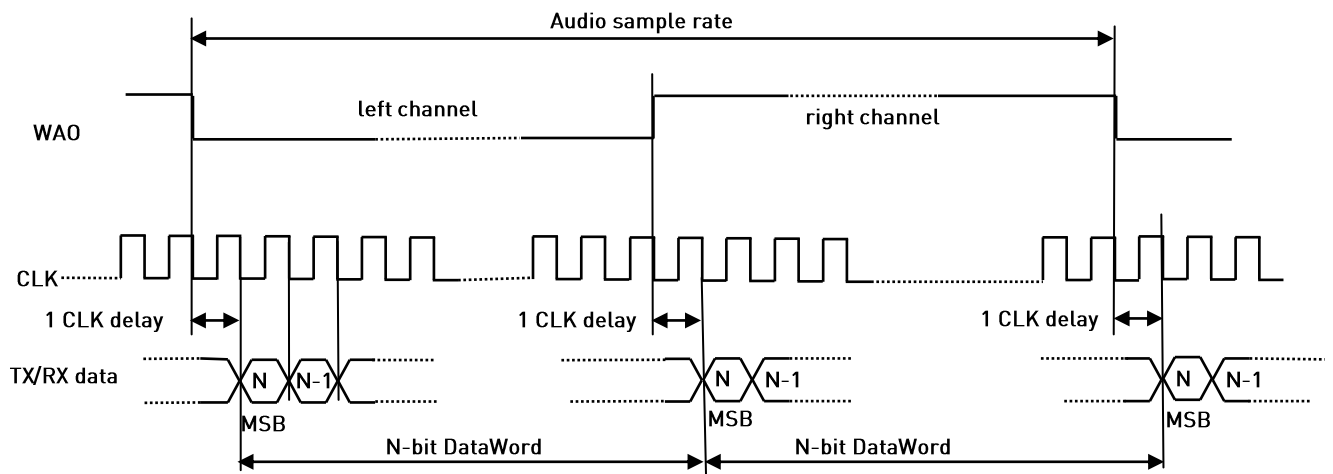 Audio sample rate
left channel
right channel
WAO
CLK
1 CLK delay
1 CLK delay
1 CLK delay
TX/RX data
N
N-1
N
N-1
N
N-1
MSB
MSB
MSB
N-bit DataWord
N-bit DataWord